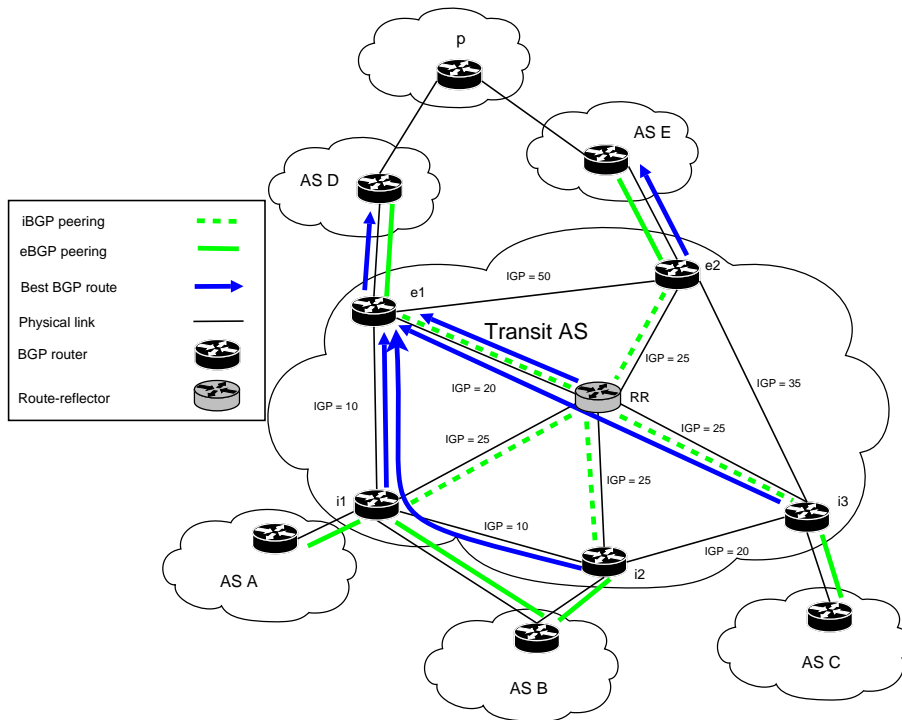 p
AS E
AS D
iBGP peering
eBGP peering
Best BGP route
Physical link
BGP router
Route-reflector
e2
IGP = 50
e1
Transit AS
IGP = 25
IGP = 35
IGP = 20
RR
IGP = 10
IGP = 25
IGP = 25
IGP = 25
i1
i3
IGP = 10
IGP = 20
i2
AS A
AS C
AS B